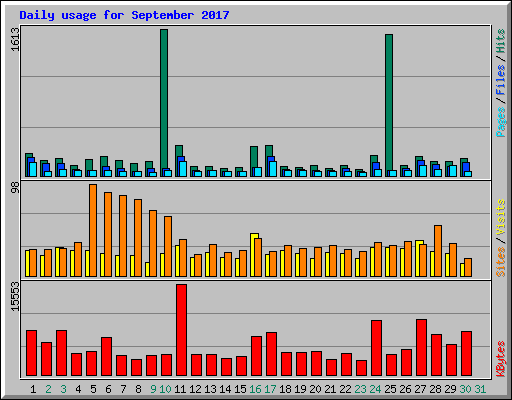 Daily usage for September 2017
1613
Pages / Files / Hits
98
Sites / Visits
15553
KBytes
1 2 3 4 5 6 7 8 9 10 11 12 13 14 15 16 17 18 19 20 21 22 23 24 25 26 27 28 29 30 31